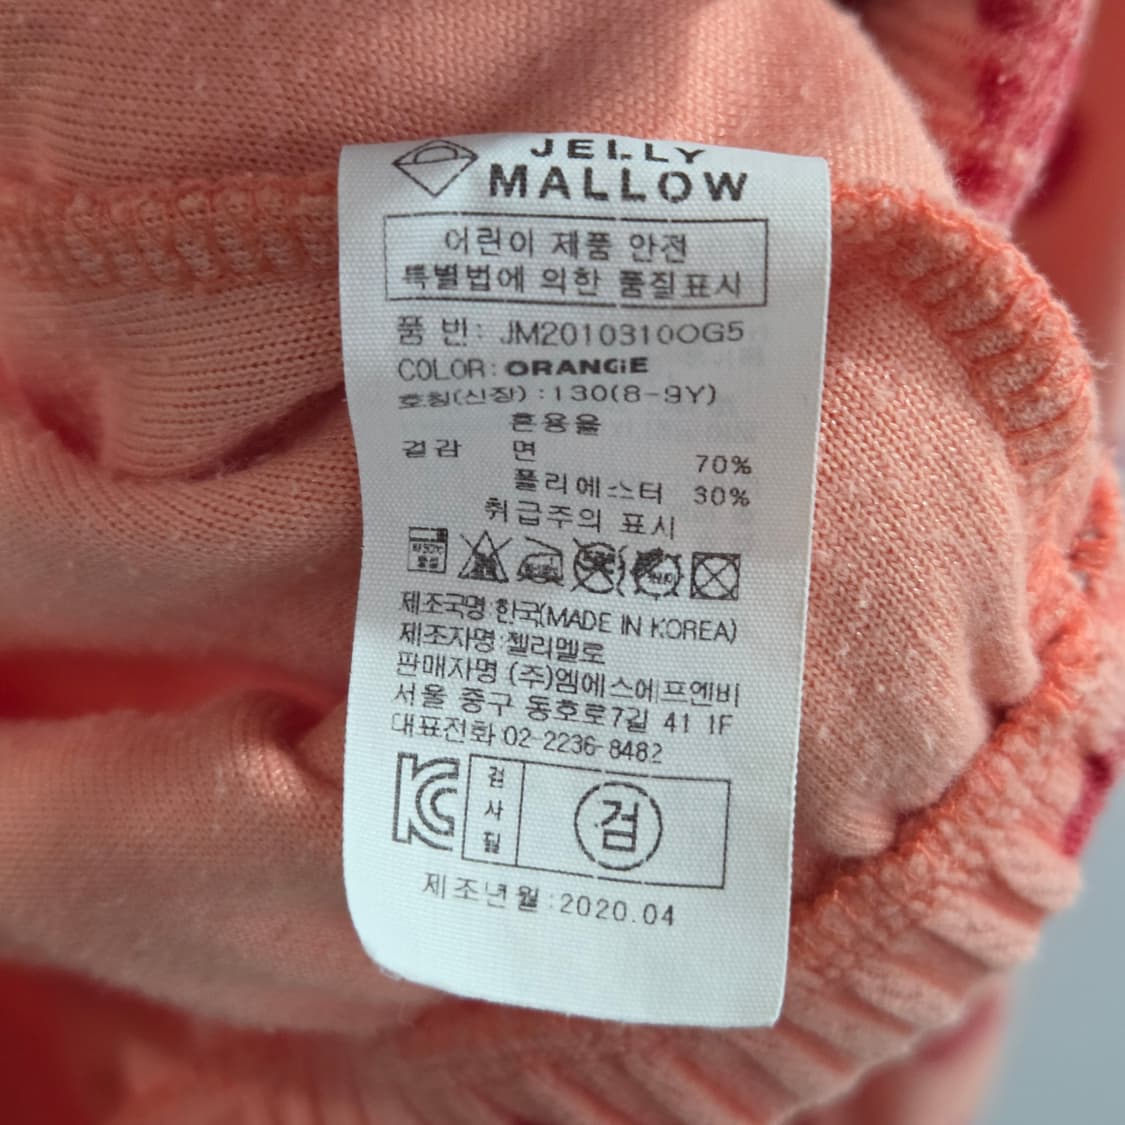 JELLY
MALLOW
어린이 제품 안전
특별법에 의한 품질표시
품 번: JM2010310OG5
COLOR: ORANGE
호칭(신장) :130(8-9Y)
혼용율
겉감 면 70%
폴리에스터 30%
취급주의 표시
제조국명:한국(MADE IN KOREA)
제조자명:젤리멜로
판매자명 (주)엠에스에프엔비
서울 중구 동호로7길 41 1F
대표전화 02-2236-8482
검사필
검
제조년월:2020.04